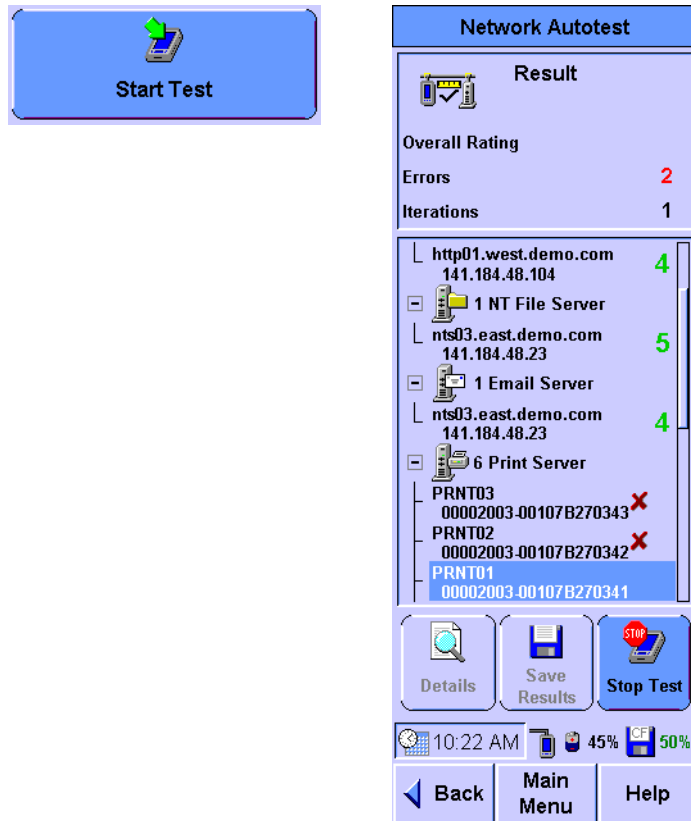 Start Test
Network Autotest
Result
Overall Rating
Errors 2
Iterations 1
http01.west.demo.com
141.184.48.104
4
1 NT File Server
nts03.east.demo.com
141.184.48.23
5
1 Email Server
nts03.east.demo.com
141.184.48.23
4
6 Print Server
PRNT03
00002003-00107B270343
PRNT02
00002003-00107B270342
PRNT01
00002003-00107B270341
Details
Save
Results
STOP
Stop Test
10:22 AM
45%
CF
50%
Back
Main
Menu
Help